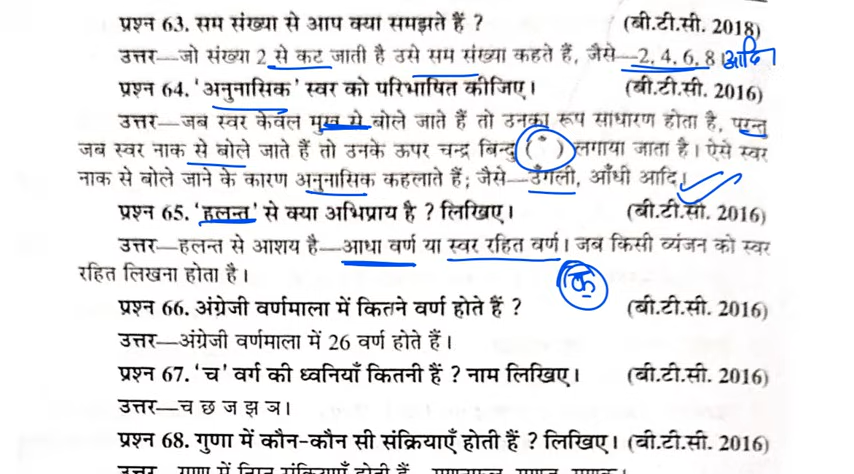 प्रश्न 63. सम संख्या से आप क्या समझते हैं ? (बी.टी.सी. 2018)
उत्तर—जो संख्या 2 से कट जाती है उसे सम संख्या कहते हैं, जैसे—2, 4, 6, 8। आदि।
प्रश्न 64. 'अनुनासिक' स्वर को परिभाषित कीजिए। (बी.टी.सी. 2016)
उत्तर—जब स्वर केवल मुख से बोले जाते हैं तो उनका रूप साधारण होता है, परन्तु
जब स्वर नाक से बोले जाते हैं तो उनके ऊपर चन्द्र बिन्दु ( ँ ) लगाया जाता है। ऐसे स्वर
नाक से बोले जाने के कारण अनुनासिक कहलाते हैं; जैसे—उँगली, आँधी आदि।
प्रश्न 65. 'हलन्त' से क्या अभिप्राय है ? लिखिए। (बी.टी.सी. 2016)
उत्तर—हलन्त से आशय है—आधा वर्ण या स्वर रहित वर्ण। जब किसी व्यंजन को स्वर
रहित लिखना होता है। क्
प्रश्न 66. अंग्रेजी वर्णमाला में कितने वर्ण होते हैं ? (बी.टी.सी. 2016)
उत्तर—अंग्रेजी वर्णमाला में 26 वर्ण होते हैं।
प्रश्न 67. 'च' वर्ग की ध्वनियाँ कितनी हैं ? नाम लिखिए। (बी.टी.सी. 2016)
उत्तर—च छ ज झ ञ।
प्रश्न 68. गुणा में कौन-कौन सी संक्रियाएँ होती हैं ? लिखिए। (बी.टी.सी. 2016)